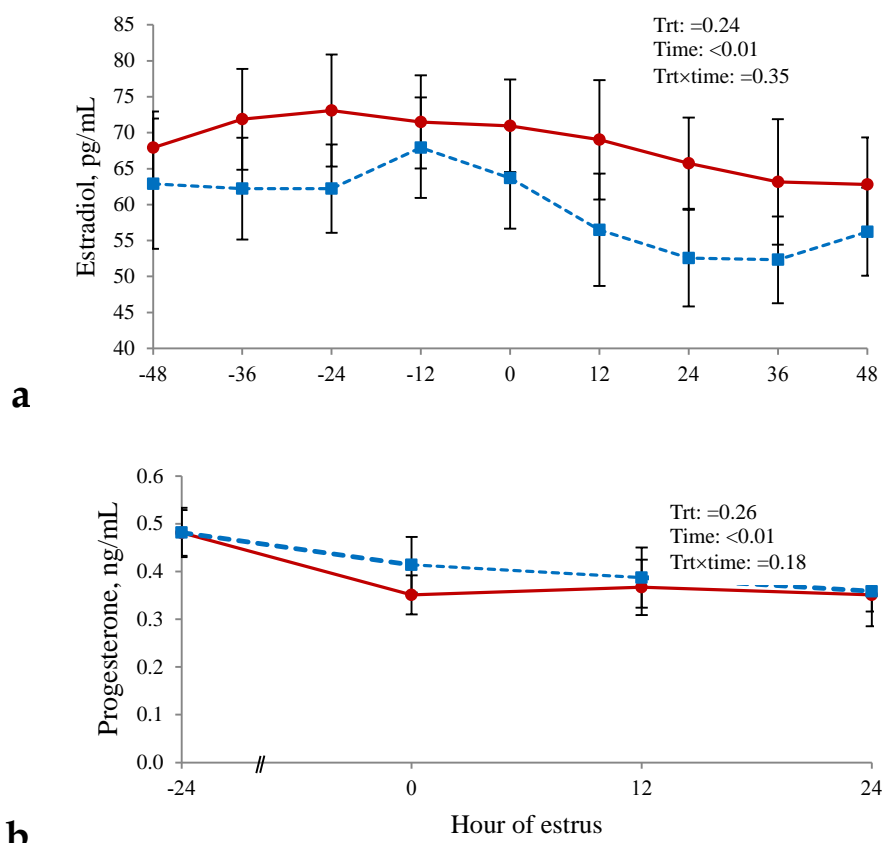 85
80
75
70
65
60
55
50
45
40
Estradiol, pg/mL
Trt: =0.24
Time: <0.01
Trt×time: =0.35
-48 -36 -24 -12 0 12 24 36 48
a
0.6
0.5
0.4
0.3
0.2
0.1
0.0
Progesterone, ng/mL
Trt: =0.26
Time: <0.01
Trt×time: =0.18
-24 // 0 12 24
Hour of estrus
b